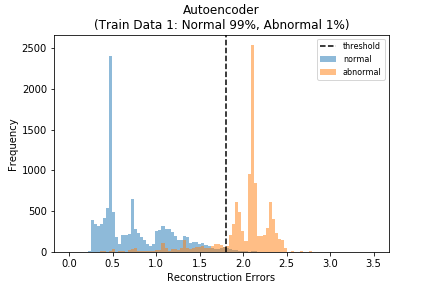 Autoencoder
(Train Data 1: Normal 99%, Abnormal 1%)
threshold
normal
abnormal
Frequency
2500
2000
1500
1000
500
0
0.0 0.5 1.0 1.5 2.0 2.5 3.0 3.5
Reconstruction Errors